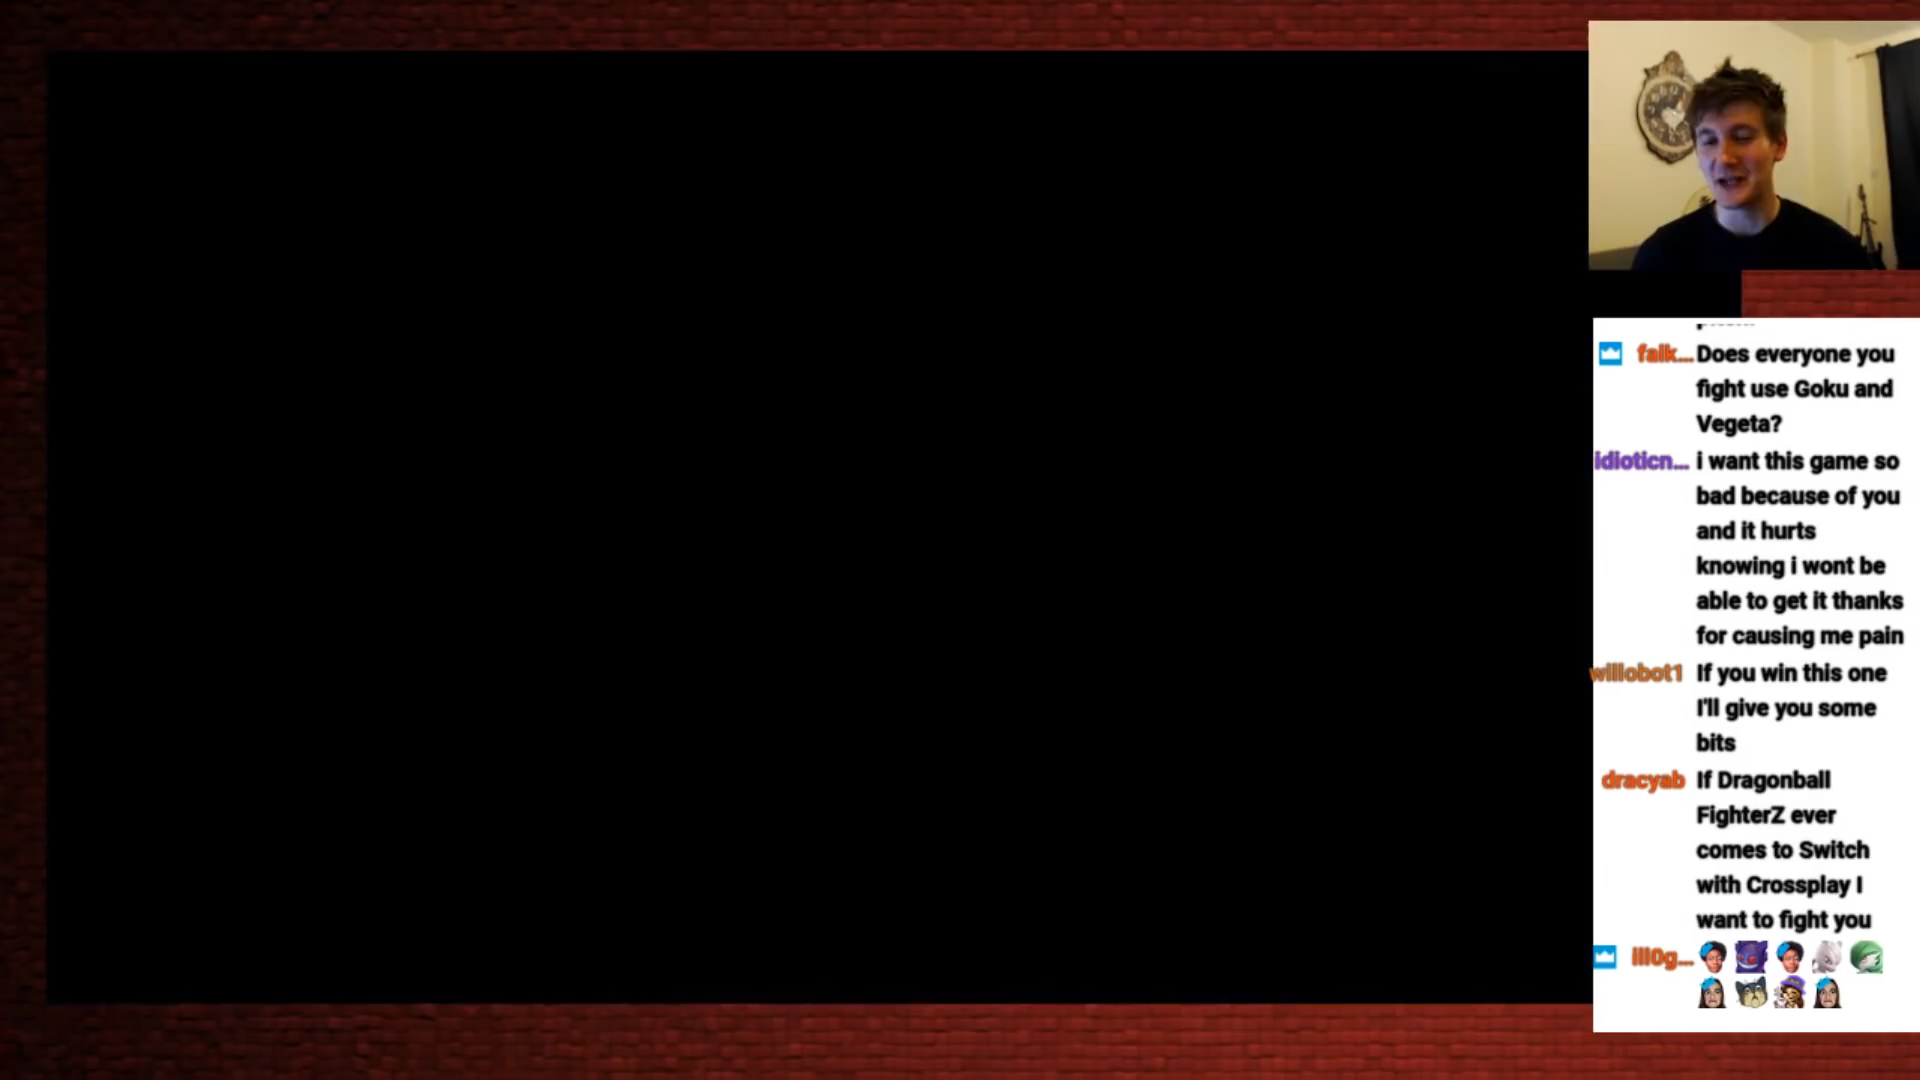 falk... Does everyone you
fight use Goku and
Vegeta?
idioticn... i want this game so
bad because of you
and it hurts
knowing i wont be
able to get it thanks
for causing me pain
willobot1 If you win this one
I'll give you some
bits
dracyab If Dragonball
FighterZ ever
comes to Switch
with Crossplay I
want to fight you
ill0g...